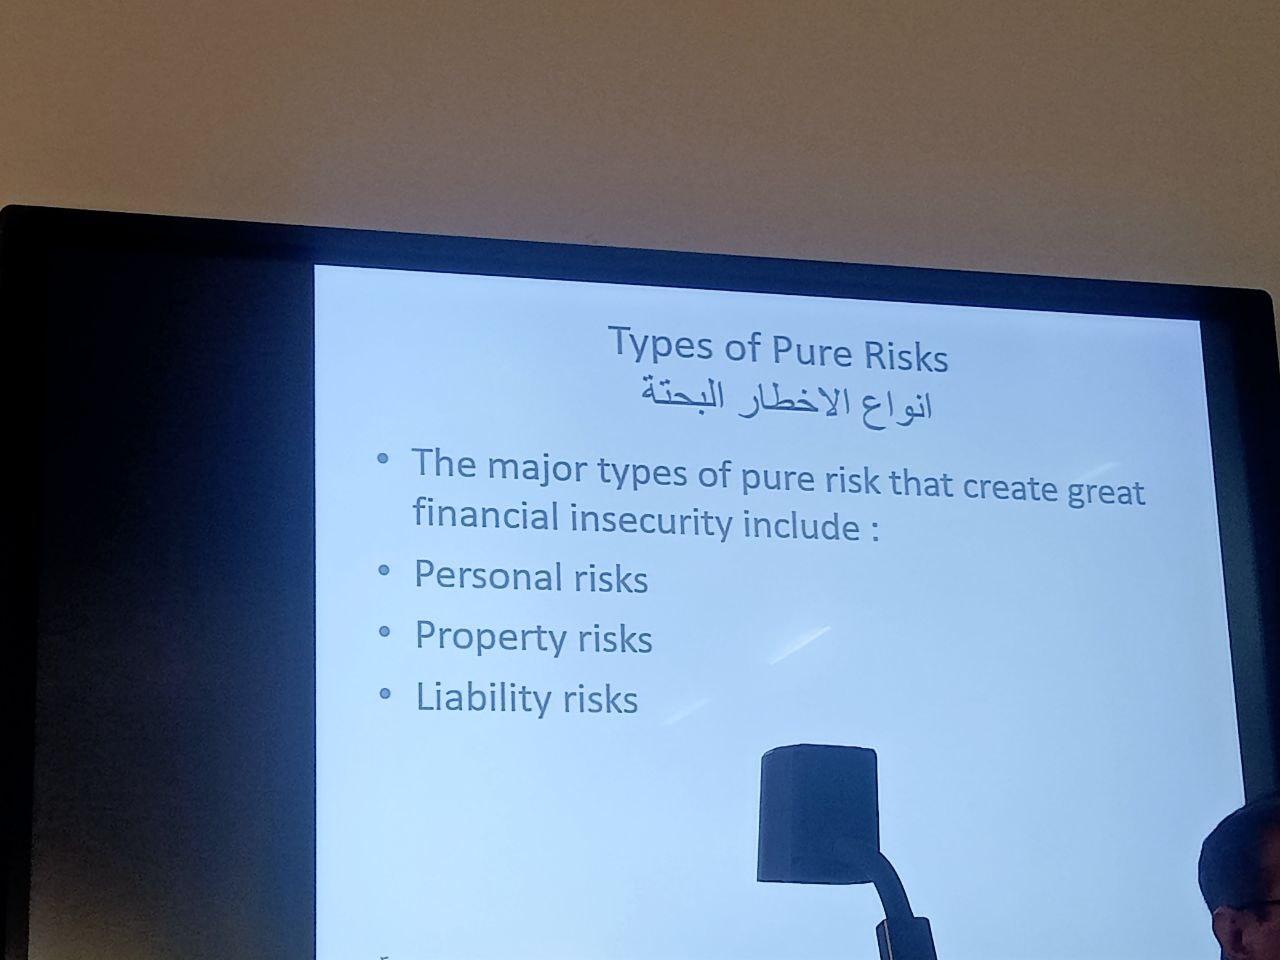 Types of Pure Risks
انواع الاخطار البحتة
• The major types of pure risk that create great
financial insecurity include :
• Personal risks
• Property risks
• Liability risks